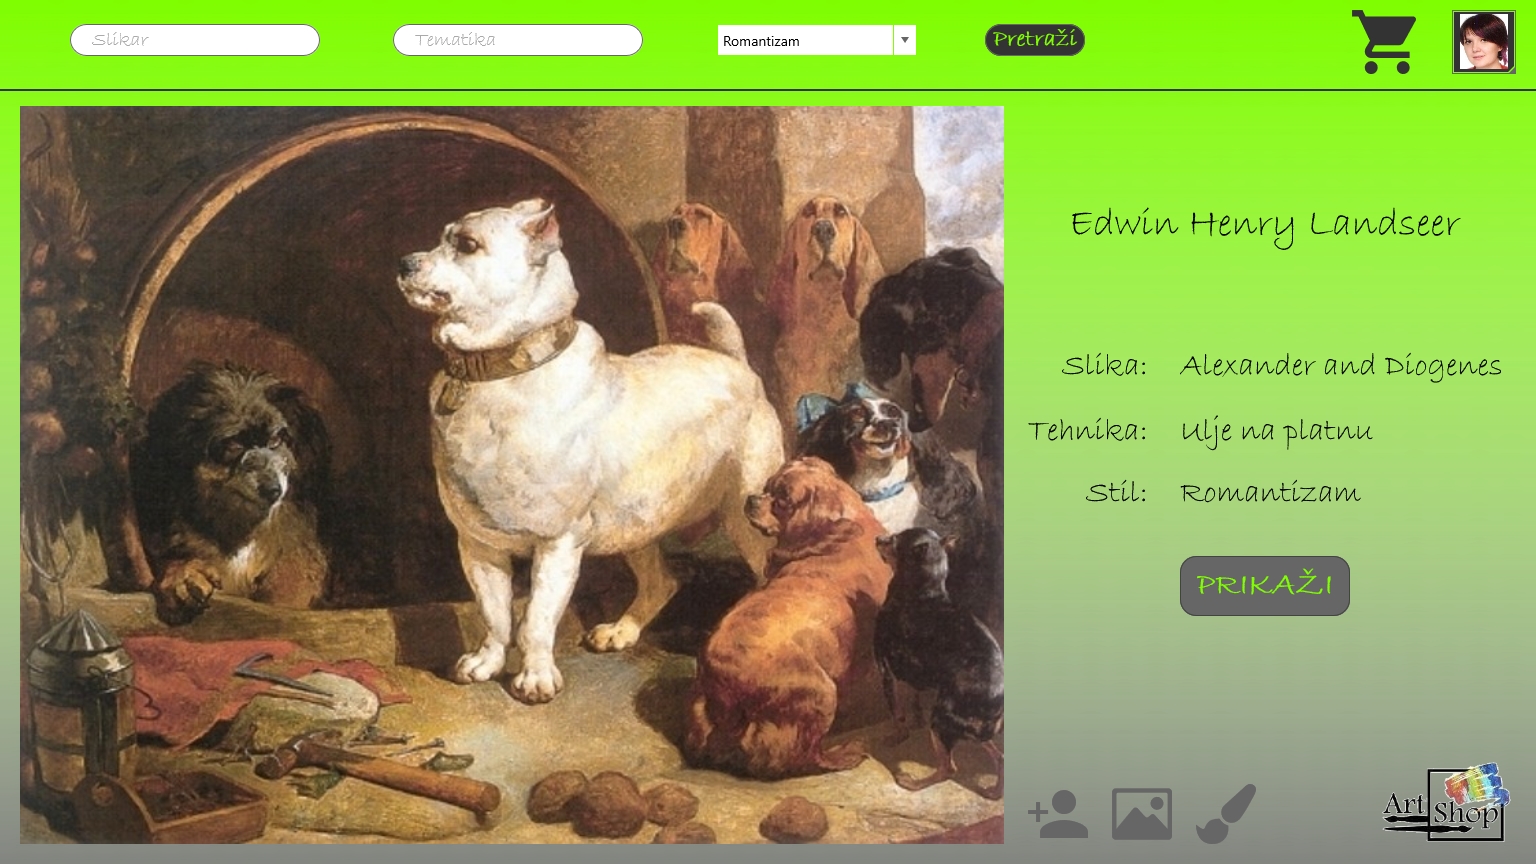 Slikar
Tematika
Romantizam
Pretraži
Edwin Henry Landseer
Slika: Alexander and Diogenes
Tehnika: Ulje na platnu
Stil: Romantizam
PRIKAŽI
Art
Shop